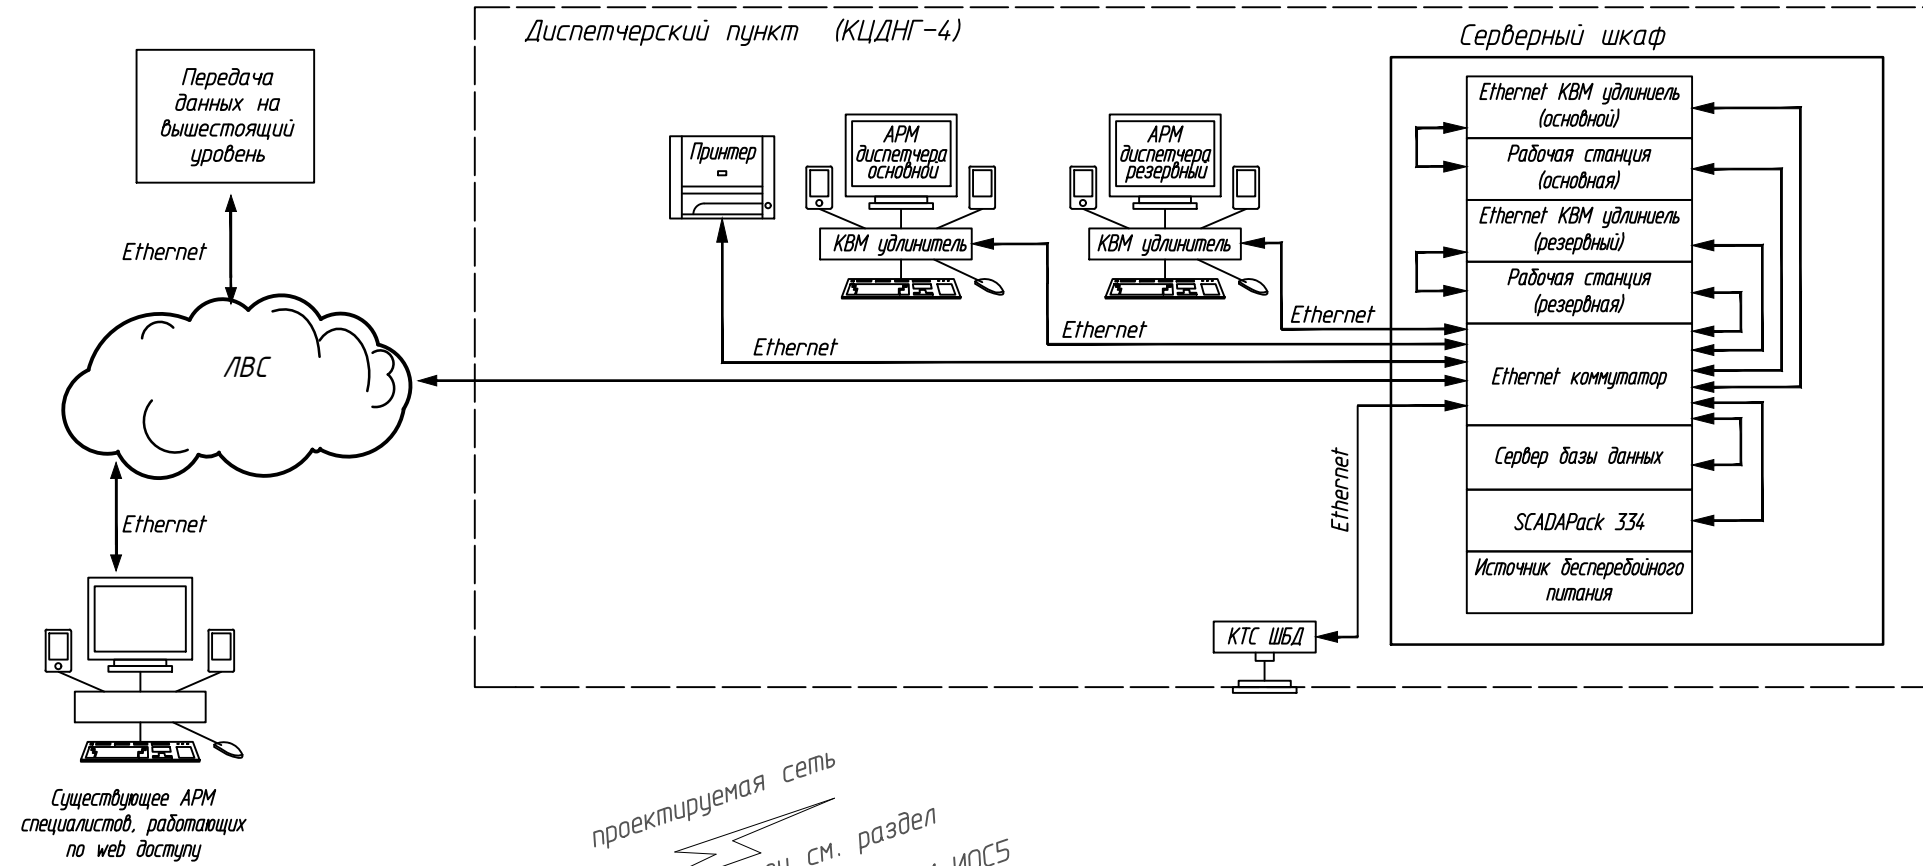 Диспетчерский пункт (КЦДНГ-4)
Серверный шкаф
Передача
данных на
вышестоящий
уровень
Ethernet
ЛВС
Ethernet
Существующее АРМ
специалистов, работающих
по web доступу
Принтер
АРМ
диспетчера
основной
КВМ удлинитель
АРМ
диспетчера
резервный
КВМ удлинитель
Ethernet
Ethernet
Ethernet
Ethernet
КТС ШБД
Ethernet КВМ удлиниель
(основной)
Рабочая станция
(основная)
Ethernet КВМ удлиниель
(резервный)
Рабочая станция
(резервная)
Ethernet коммутатор
Сервер базы данных
SCADAPack 334
Источник бесперебойного
питания
проектируемая сеть
см. раздел
ИОС5